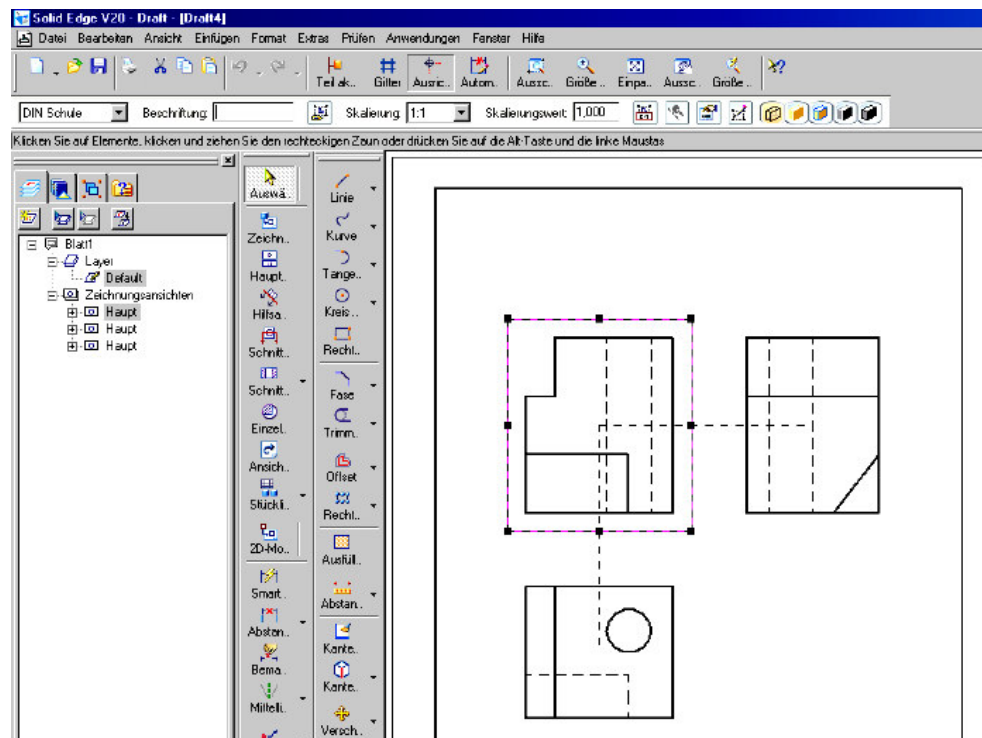 Solid Edge V20 - Draft - [Draft4]
Datei Bearbeiten Ansicht Einfügen Format Extras Prüfen Anwendungen Fenster Hilfe
Teil ak.. Gitter Ausric.. Autom.. Aussc.. Größe .. Einpa.. Aussc.. Größe ..
DIN Schule Beschriftung: Skalierung: 1:1 Skalierungswert: 1,000
Klicken Sie auf Elemente, klicken und ziehen Sie den rechteckigen Zaun oder drücken Sie auf die Alt-Taste und die linke Maustas
Auswä..
Linie
Zeichn..
Kurve
Haupt..
Tange..
Hilfsa..
Kreis ..
Schnitt..
Recht..
Schnitt..
Fase
Einzel..
Trimm..
Ansich..
Offset
Stückli..
Recht..
2D-Mo..
Ausfül..
Smart..
Abstan..
Abstan..
Kante..
Bema..
Kante..
Mittelli..
Versch..
Blatt1
Layer
Default
Zeichnungsansichten
Haupt
Haupt
Haupt